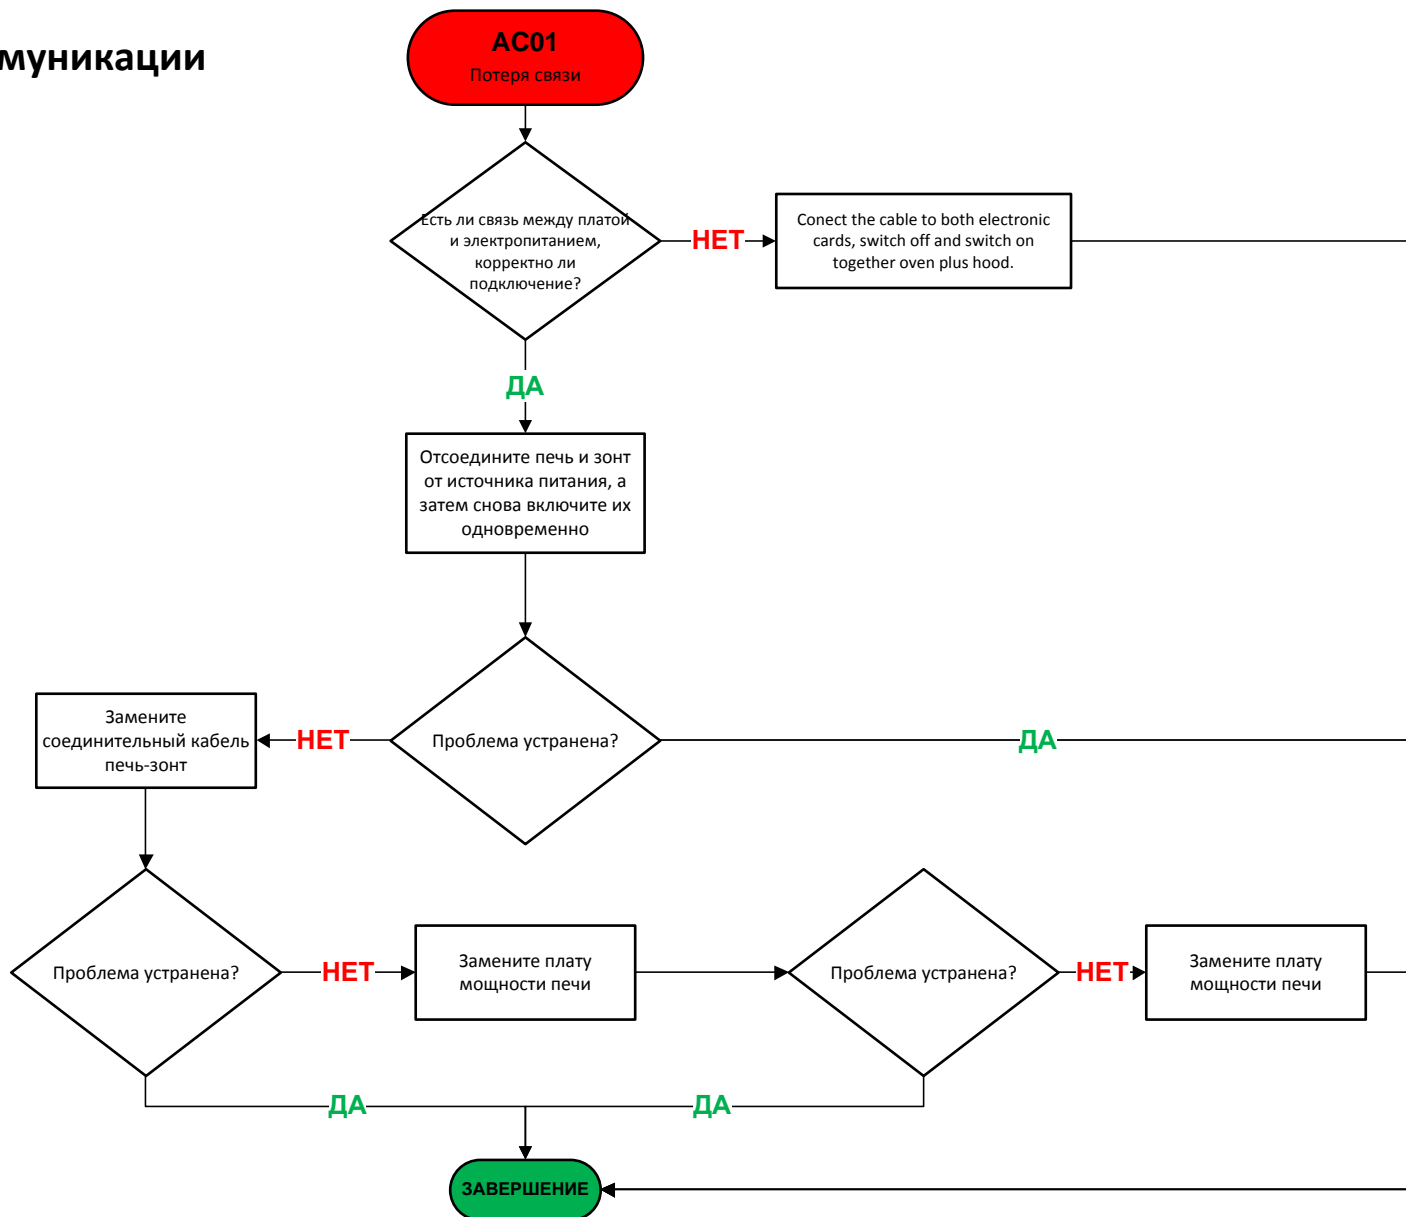 муникации
AC01
Потеря связи
Есть ли связь между платой
и электропитанием,
корректно ли
подключение?
НЕТ
Conect the cable to both electronic
cards, switch off and switch on
together oven plus hood.
ДА
Отсоедините печь и зонт
от источника питания, а
затем снова включите их
одновременно
Замените
соединительный кабель
печь-зонт
НЕТ
Проблема устранена?
ДА
Проблема устранена?
НЕТ
Замените плату
мощности печи
Проблема устранена?
НЕТ
Замените плату
мощности печи
ДА
ДА
ЗАВЕРШЕНИЕ